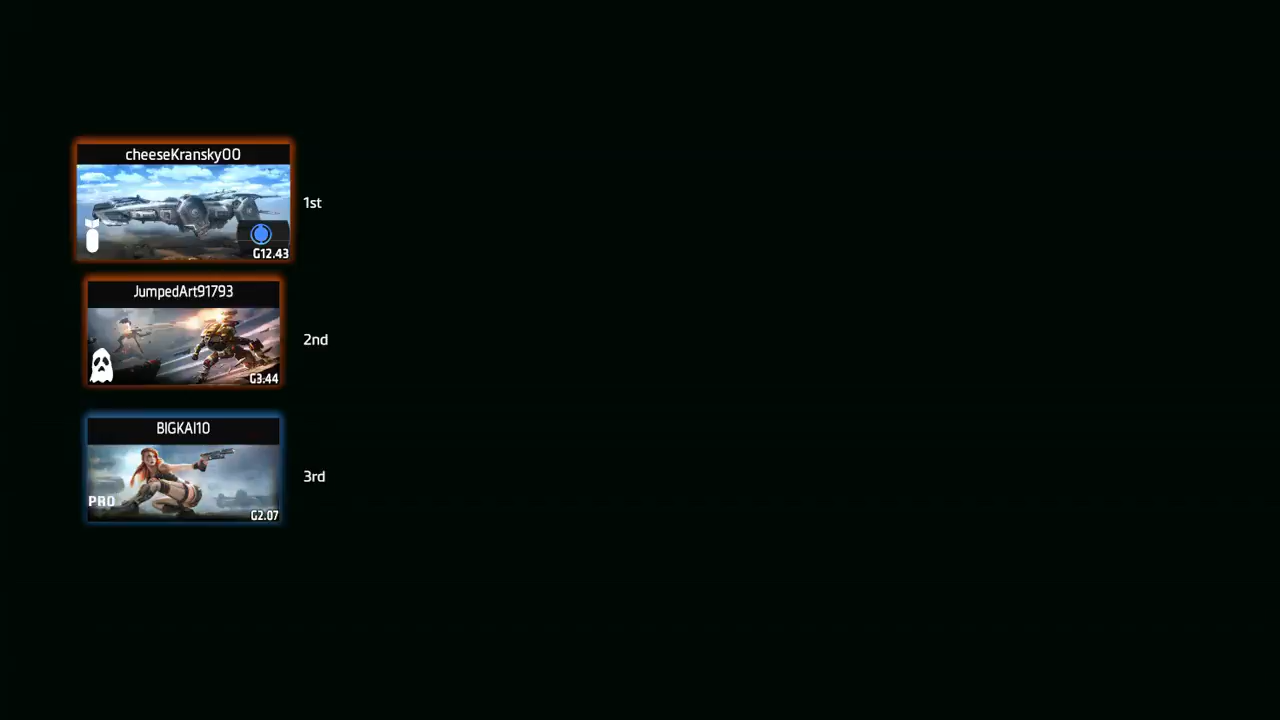 cheeseKransky00
1st
G12.43
JumpedArt91793
2nd
G3.44
BIGKAI10
3rd
PRO
G2.07